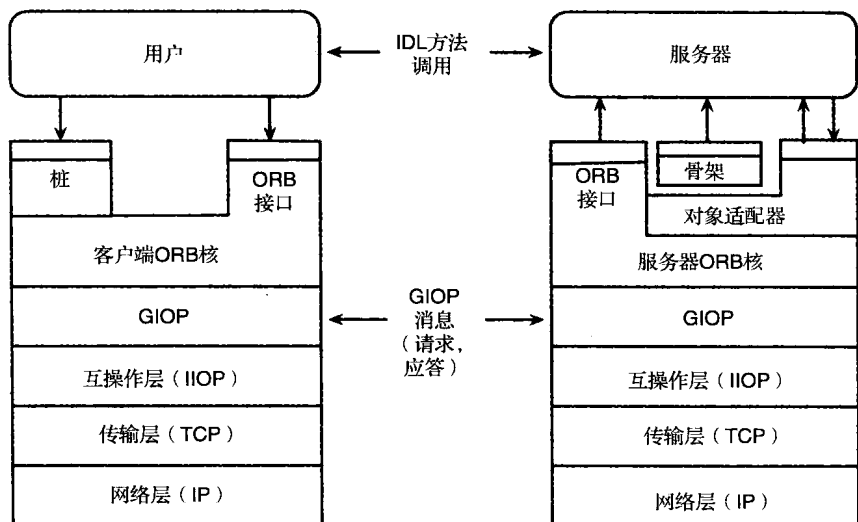 用户
IDL方法
调用
服务器
桩
ORB
接口
客户端ORB核
GIOP
互操作层（IIOP）
传输层（TCP）
网络层（IP）
GIOP
消息
（请求，
应答）
ORB
接口
骨架
对象适配器
服务器ORB核
GIOP
互操作层（IIOP）
传输层（TCP）
网络层（IP）